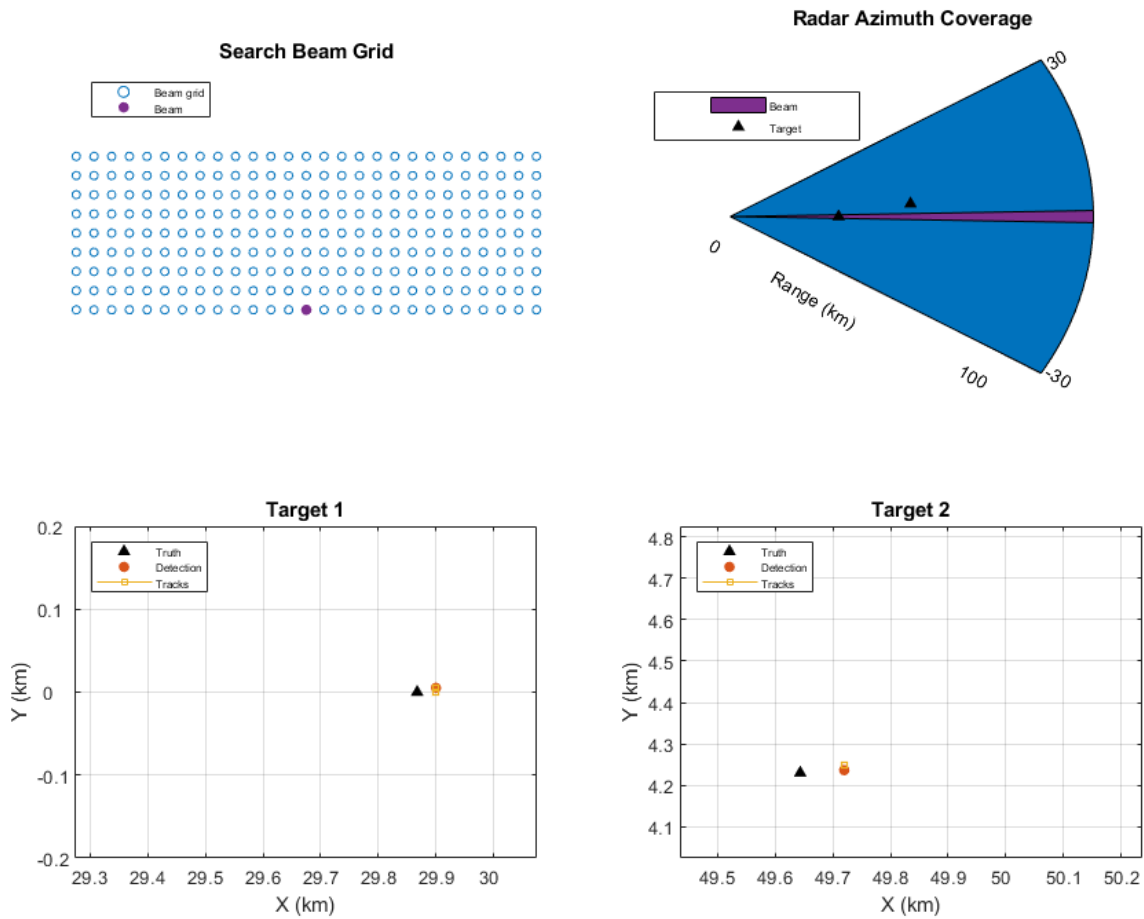 Search Beam Grid
Beam grid
Beam
Radar Azimuth Coverage
Beam
Target
30
0
Range (km)
100
-30
Target 1
Truth
Detection
Tracks
0.2
0.1
0
-0.1
-0.2
Y (km)
29.3 29.4 29.5 29.6 29.7 29.8 29.9 30
X (km)
Target 2
Truth
Detection
Tracks
4.8
4.7
4.6
4.5
4.4
4.3
4.2
4.1
Y (km)
49.5 49.6 49.7 49.8 49.9 50 50.1 50.2
X (km)